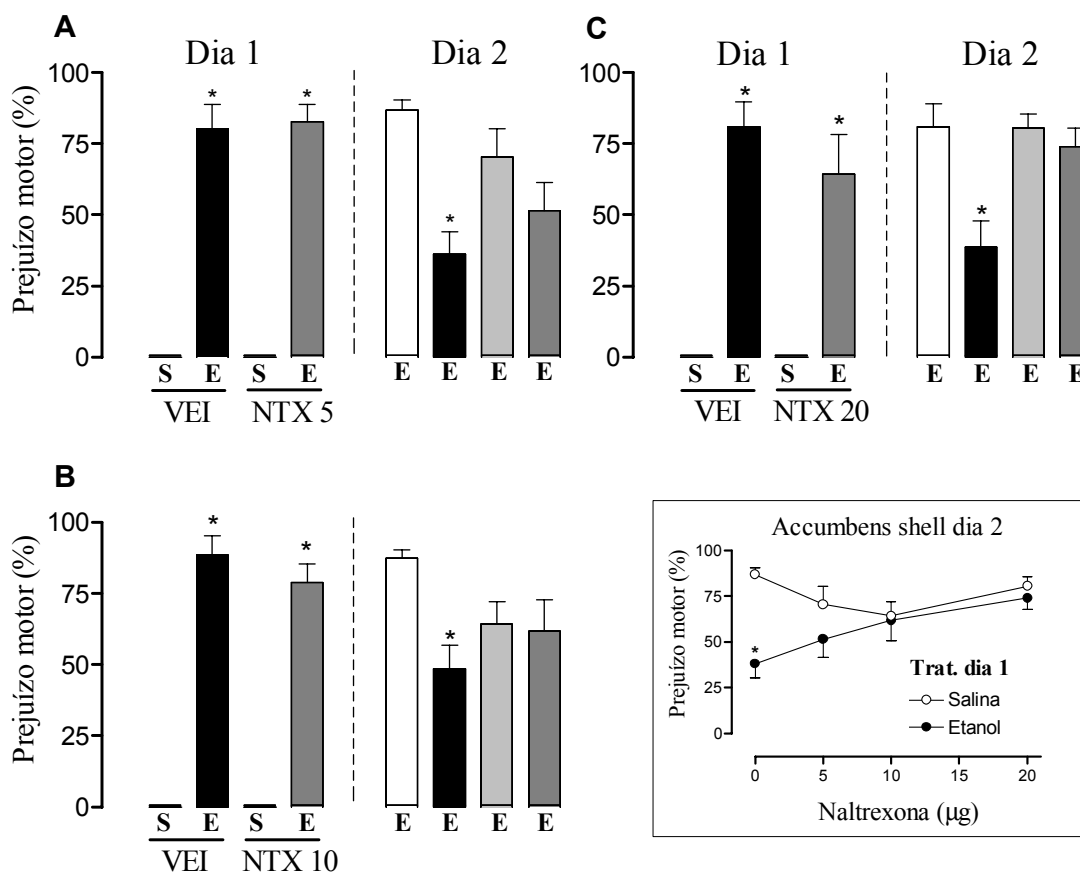 A
Dia 1
Dia 2
Prejuízo motor (%)
100
75
50
25
0
*
*
*
S
E
S
E
E
E
E
E
VEI
NTX 5
C
Dia 1
Dia 2
100
75
50
25
0
*
*
*
S
E
S
E
E
E
E
E
VEI
NTX 20
B
Prejuízo motor (%)
100
75
50
25
0
*
*
*
S
E
S
E
E
E
E
E
VEI
NTX 10
Accumbens shell dia 2
Prejuízo motor (%)
100
75
50
25
0
*
Trat. dia 1
Salina
Etanol
0
5
10
15
20
Naltrexona (µg)